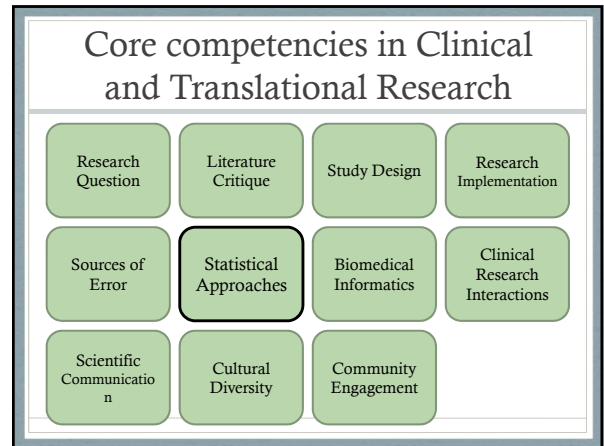 Core competencies in Clinical
and Translational Research
Research
Question
Literature
Critique
Study Design
Research
Implementation
Sources of
Error
Statistical
Approaches
Biomedical
Informatics
Clinical
Research
Interactions
Scientific
Communicatio
n
Cultural
Diversity
Community
Engagement